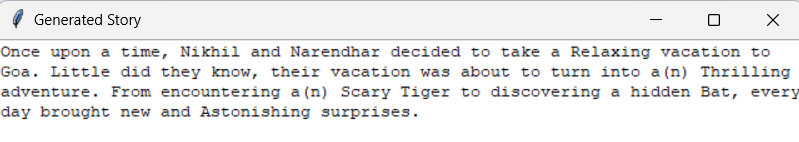 Generated Story
Once upon a time, Nikhil and Narendhar decided to take a Relaxing vacation to
Goa. Little did they know, their vacation was about to turn into a(n) Thrilling
adventure. From encountering a(n) Scary Tiger to discovering a hidden Bat, every
day brought new and Astonishing surprises.